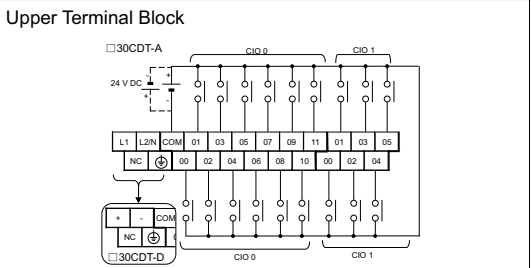 Upper Terminal Block
□30CDT-A
CIO 0 CIO 1
24 V DC
- +
+ -
L1 L2/N COM 01 03 05 07 09 11 01 03 05
NC 00 02 04 06 08 10 00 02 04
+ - COM
NC
□30CDT-D
CIO 0 CIO 1